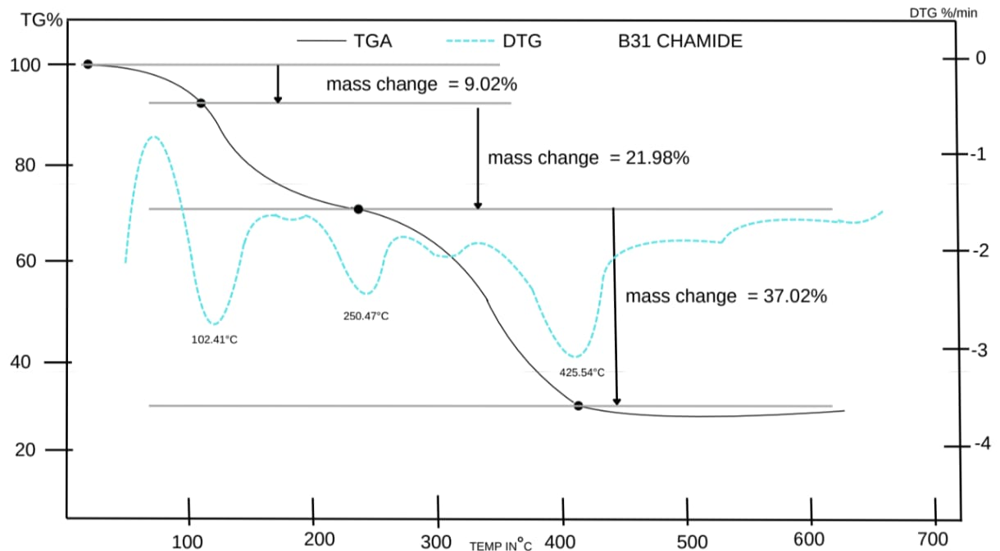 DTG %/min
TG%
TGA DTG B31 CHAMIDE
100
0
mass change = 9.02%
80
-1
mass change = 21.98%
60
-2
mass change = 37.02%
250.47°C
102.41°C
40
-3
425.54°C
20
-4
100 200 300 TEMP IN°C 400 500 600 700